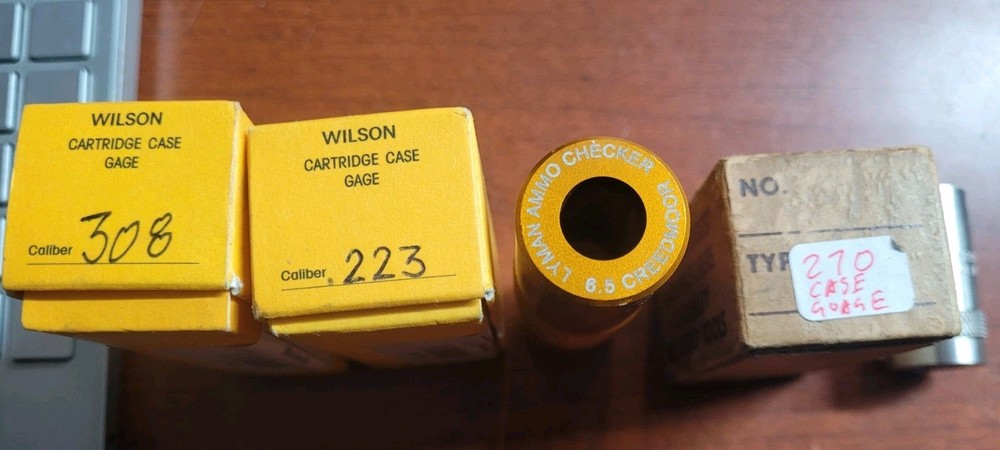 WILSON
CARTRIDGE CASE
GAGE
Caliber 308
WILSON
CARTRIDGE CASE
GAGE
Caliber .223
LYMAN AMMO CHECKER
6.5 CREEDMOOR
NO.
TYP
270
CASE
GUAGE